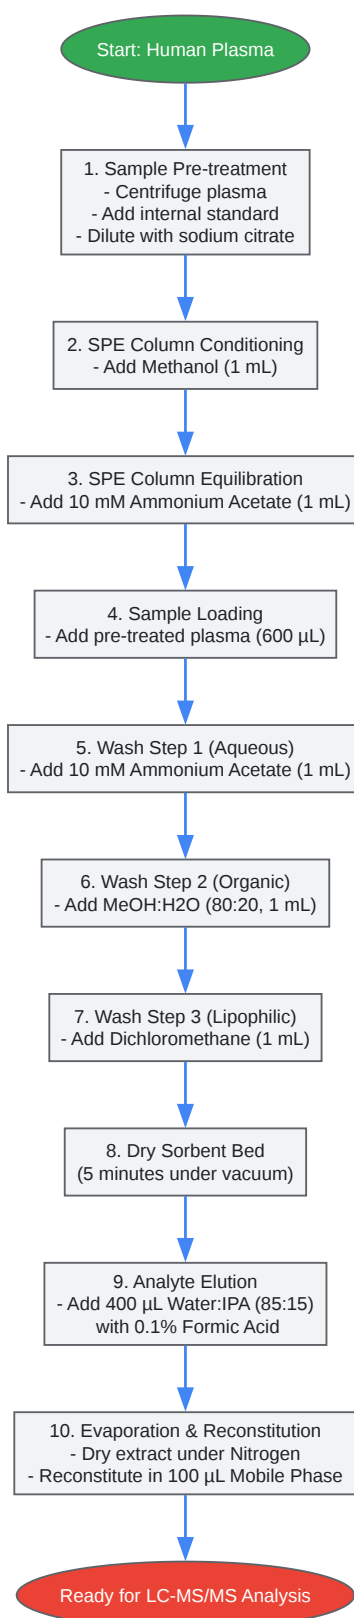 Start: Human Plasma
1. Sample Pre-treatment
- Centrifuge plasma
- Add internal standard
- Dilute with sodium citrate
2. SPE Column Conditioning
- Add Methanol (1 mL)
3. SPE Column Equilibration
- Add 10 mM Ammonium Acetate (1 mL)
4. Sample Loading
- Add pre-treated plasma (600 µL)
5. Wash Step 1 (Aqueous)
- Add 10 mM Ammonium Acetate (1 mL)
6. Wash Step 2 (Organic)
- Add MeOH:H2O (80:20, 1 mL)
7. Wash Step 3 (Lipophilic)
- Add Dichloromethane (1 mL)
8. Dry Sorbent Bed
(5 minutes under vacuum)
9. Analyte Elution
- Add 400 µL Water:IPA (85:15)
with 0.1% Formic Acid
10. Evaporation & Reconstitution
- Dry extract under Nitrogen
- Reconstitute in 100 µL Mobile Phase
Ready for LC-MS/MS Analysis